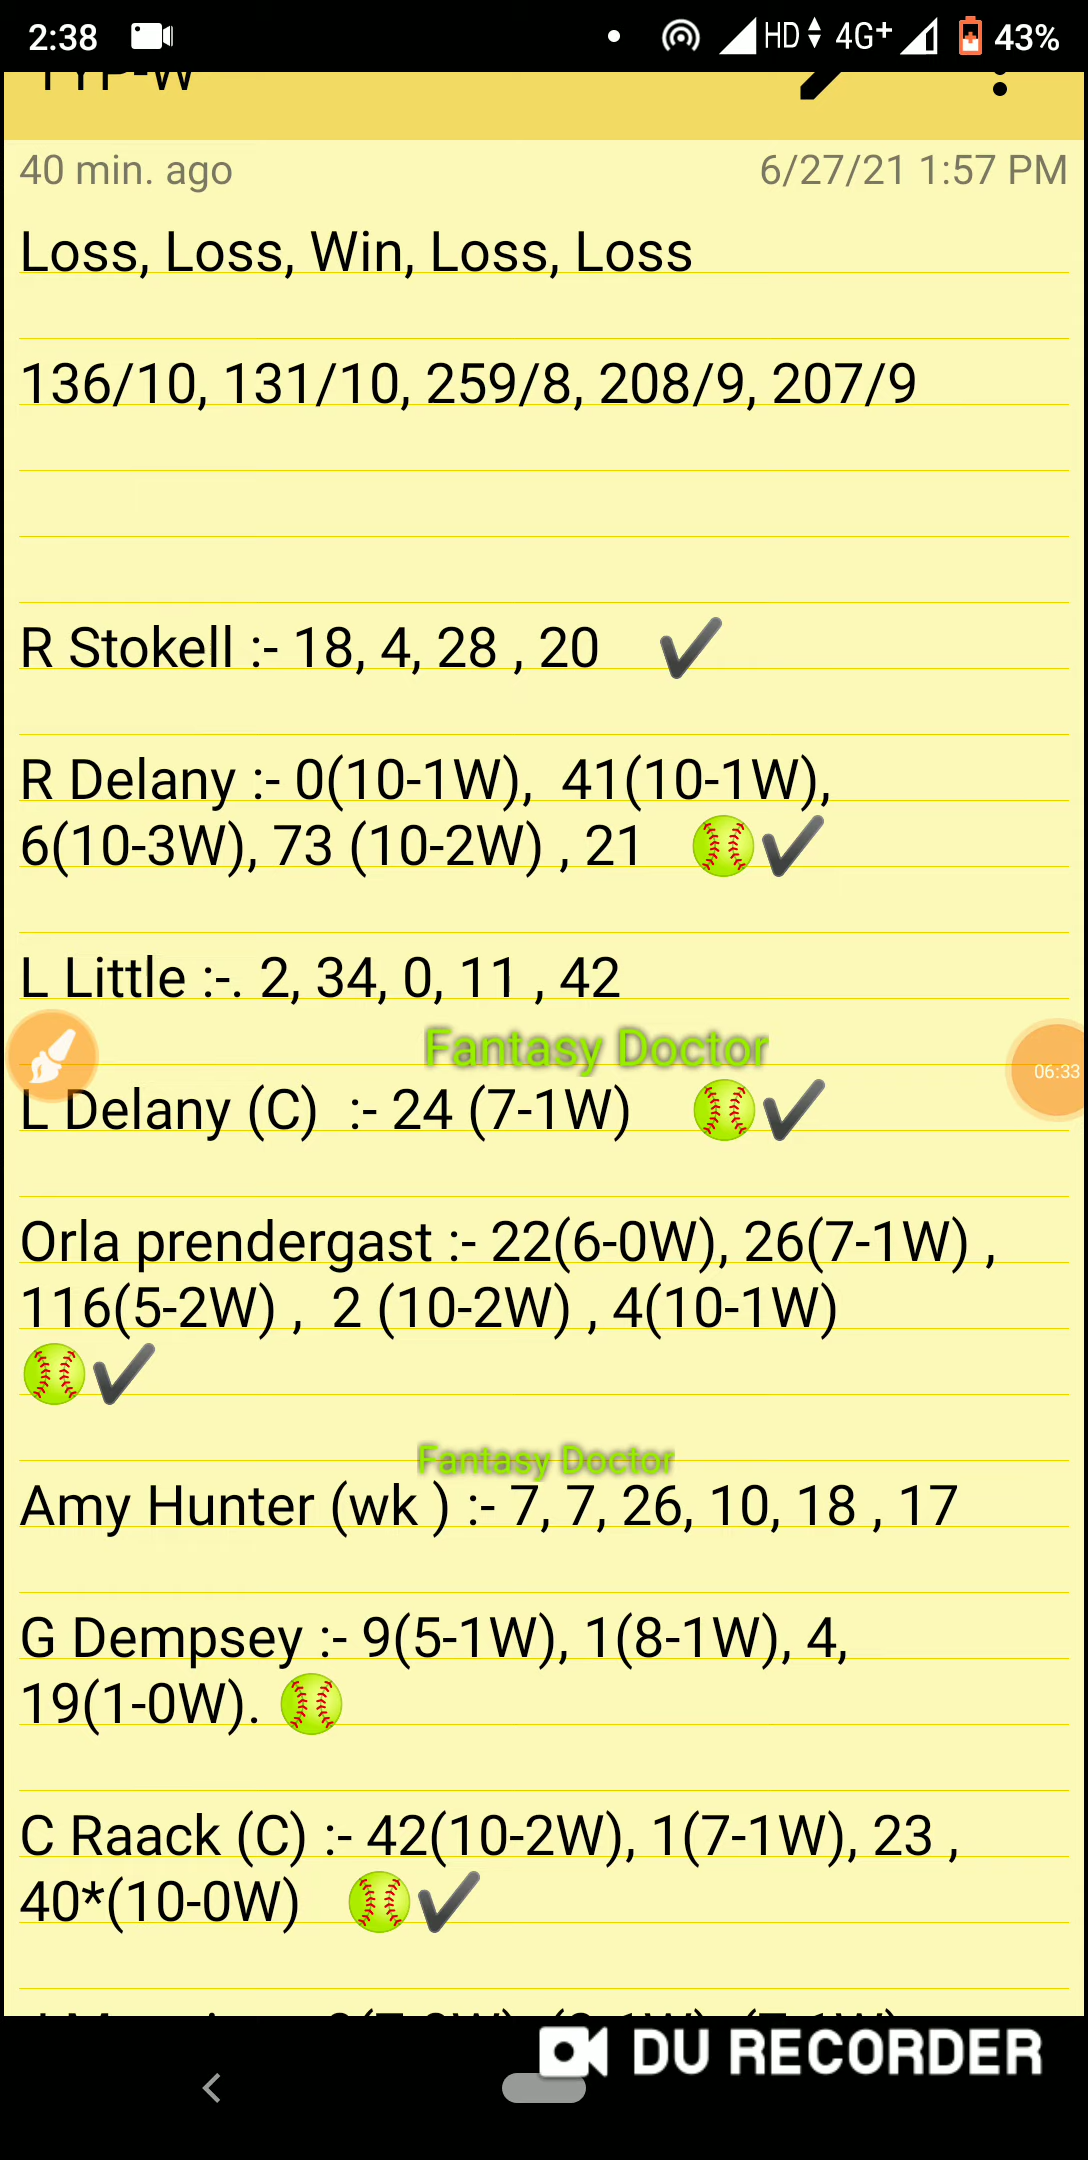 2:38 HD 4G+ 43%
TYP-W
40 min. ago 6/27/21 1:57 PM
Loss, Loss, Win, Loss, Loss
136/10, 131/10, 259/8, 208/9, 207/9
R Stokell :- 18, 4, 28 , 20 ✔
R Delany :- 0(10-1W), 41(10-1W),
6(10-3W), 73 (10-2W) , 21 🥎✔
L Little :-. 2, 34, 0, 11 , 42
Fantasy Doctor
06:33
L Delany (C) :- 24 (7-1W) 🥎✔
Orla prendergast :- 22(6-0W), 26(7-1W) ,
116(5-2W) , 2 (10-2W) , 4(10-1W)
🥎✔
Fantasy Doctor
Amy Hunter (wk ) :- 7, 7, 26, 10, 18 , 17
G Dempsey :- 9(5-1W), 1(8-1W), 4,
19(1-0W). 🥎
C Raack (C) :- 42(10-2W), 1(7-1W), 23 ,
40*(10-0W) 🥎✔
DU RECORDER